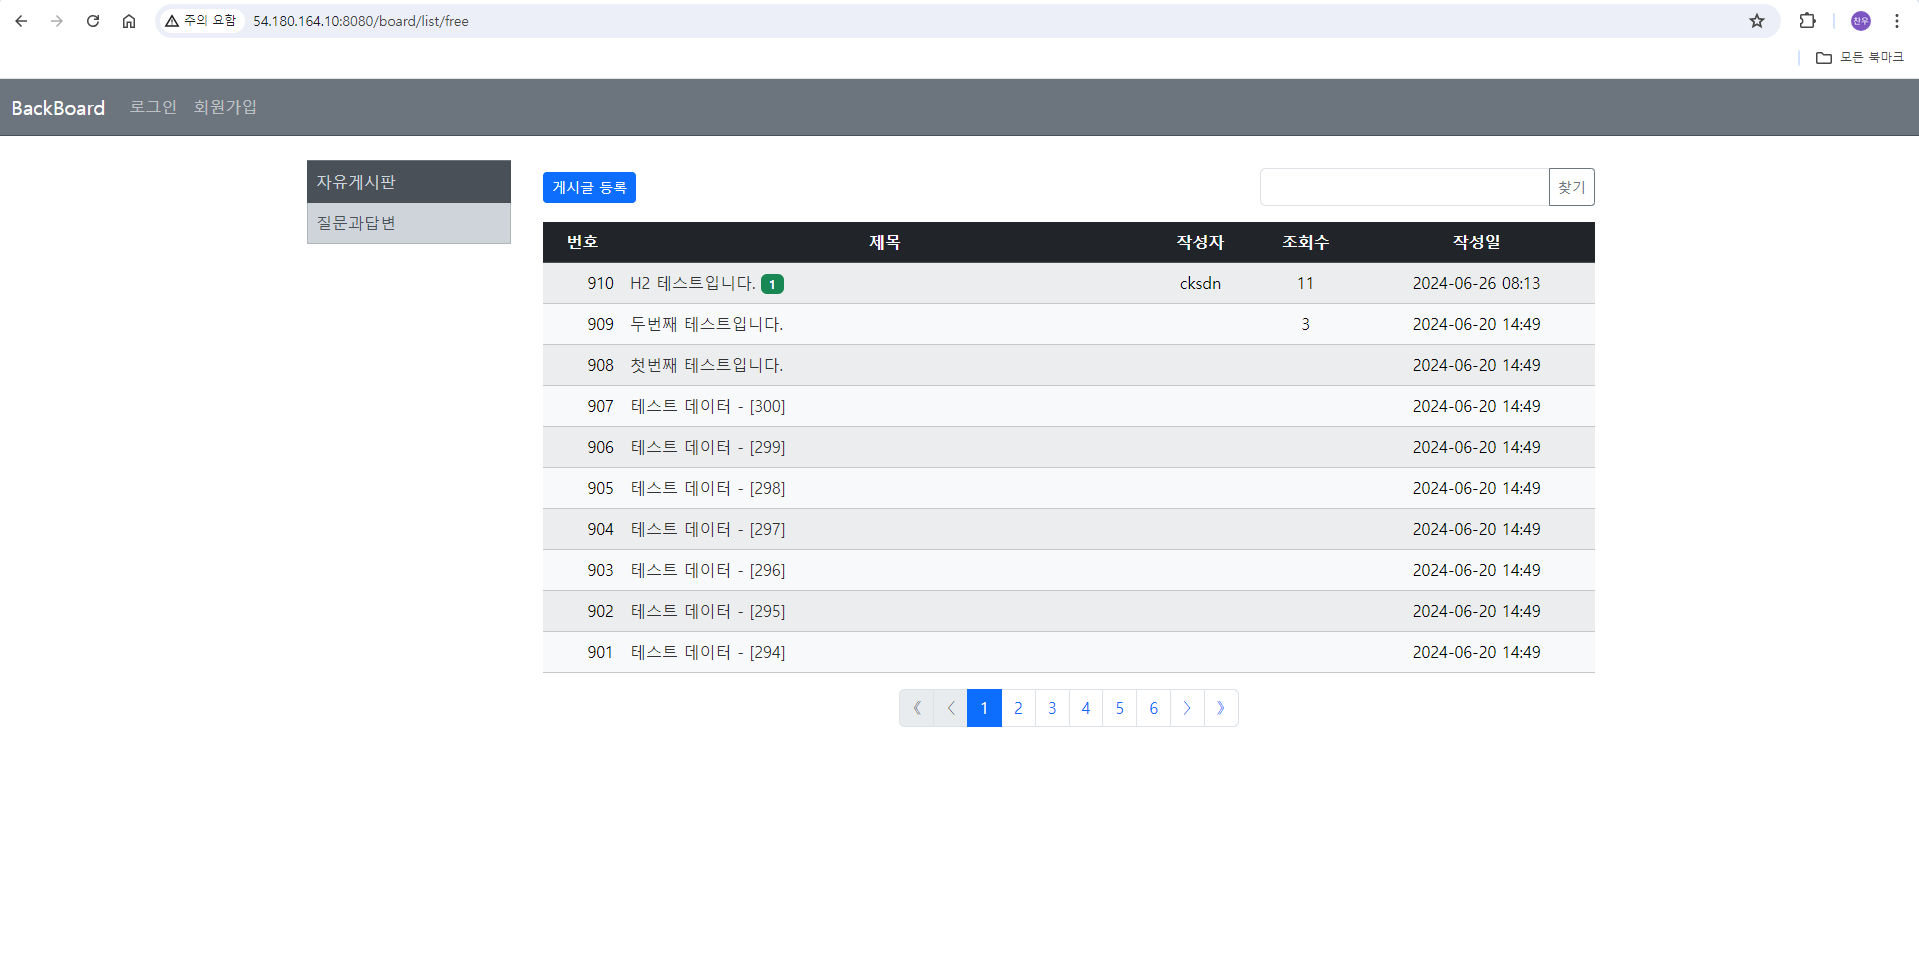 주의 요함 54.180.164.10:8080/board/list/free 찬우
모든 북마크
BackBoard 로그인 회원가입
자유게시판
질문과답변
게시글 등록 찾기
번호 제목 작성자 조회수 작성일
910 H2 테스트입니다. 1 cksdn 11 2024-06-26 08:13
909 두번째 테스트입니다. 3 2024-06-20 14:49
908 첫번째 테스트입니다. 2024-06-20 14:49
907 테스트 데이터 - [300] 2024-06-20 14:49
906 테스트 데이터 - [299] 2024-06-20 14:49
905 테스트 데이터 - [298] 2024-06-20 14:49
904 테스트 데이터 - [297] 2024-06-20 14:49
903 테스트 데이터 - [296] 2024-06-20 14:49
902 테스트 데이터 - [295] 2024-06-20 14:49
901 테스트 데이터 - [294] 2024-06-20 14:49
《 〈 1 2 3 4 5 6 〉 》